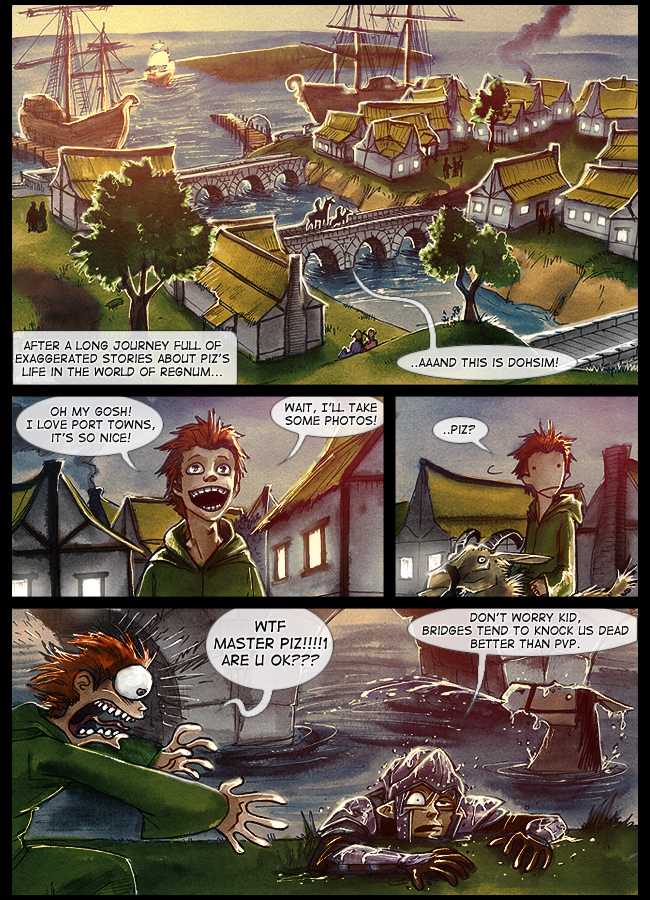 AFTER A LONG JOURNEY FULL OF
EXAGGERATED STORIES ABOUT PIZ'S
LIFE IN THE WORLD OF REGNUM...
..AAAND THIS IS DOHSIM!
OH MY GOSH!
I LOVE PORT TOWNS,
IT'S SO NICE!
WAIT, I'LL TAKE
SOME PHOTOS!
..PIZ?
WTF
MASTER PIZ!!!!1
ARE U OK???
DON'T WORRY KID,
BRIDGES TEND TO KNOCK US DEAD
BETTER THAN PVP.